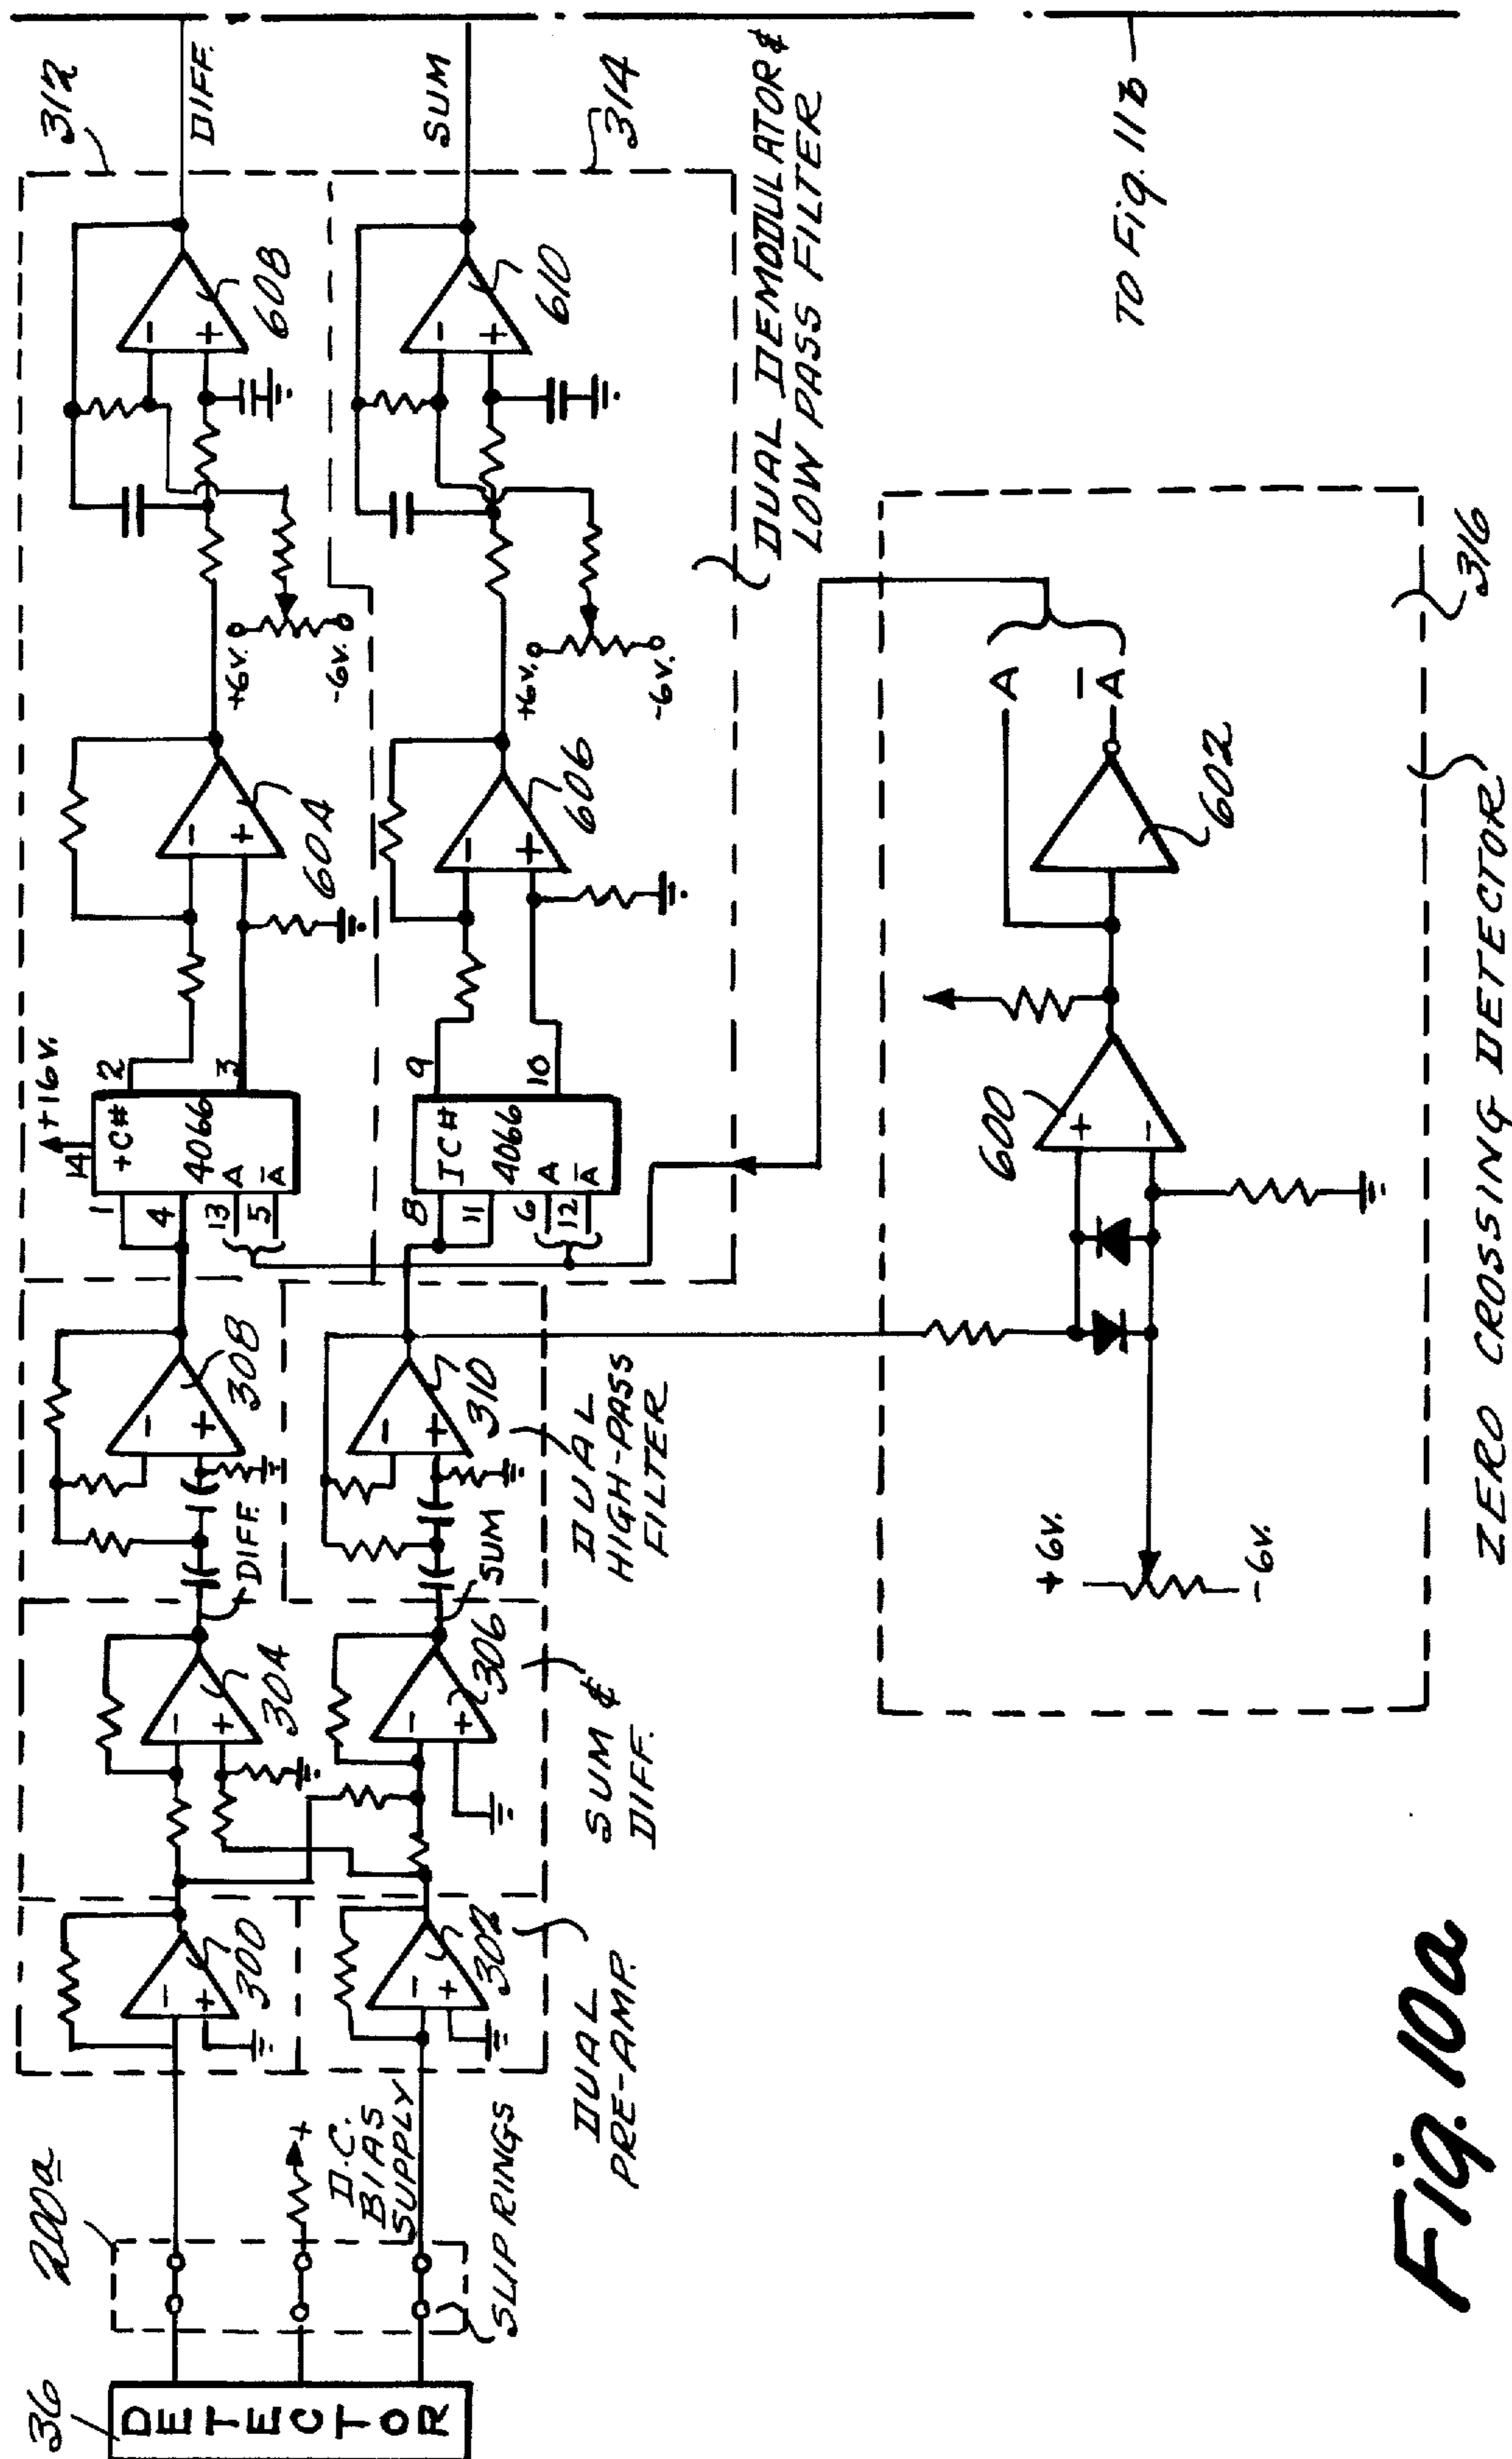 36
DETECTOR
200a
SLIP RINGS
D.C.
BIAS
SUPPLY
+
300
-
+
302
-
+
DUAL
PRE-AMP.
304
-
+
306
-
+
SUM &
DIFF.
DIFF.
SUM
308
-
+
310
-
+
DUAL
HIGH-PASS
FILTER
+16v.
14
1
4
13
5
+C#
4066
A
A̅
2
3
8
11
6
12
IC#
4066
A
A̅
9
10
604
-
+
606
-
+
+6v.
-6v.
+6v.
-6v.
608
-
+
610
-
+
312
314
DIFF.
SUM
DUAL DEMODULATOR &
LOW PASS FILTER
TO Fig. 11b
+6v.
-6v.
600
+
-
602
A
A̅
316
ZERO CROSSING DETECTOR
Fig. 10a